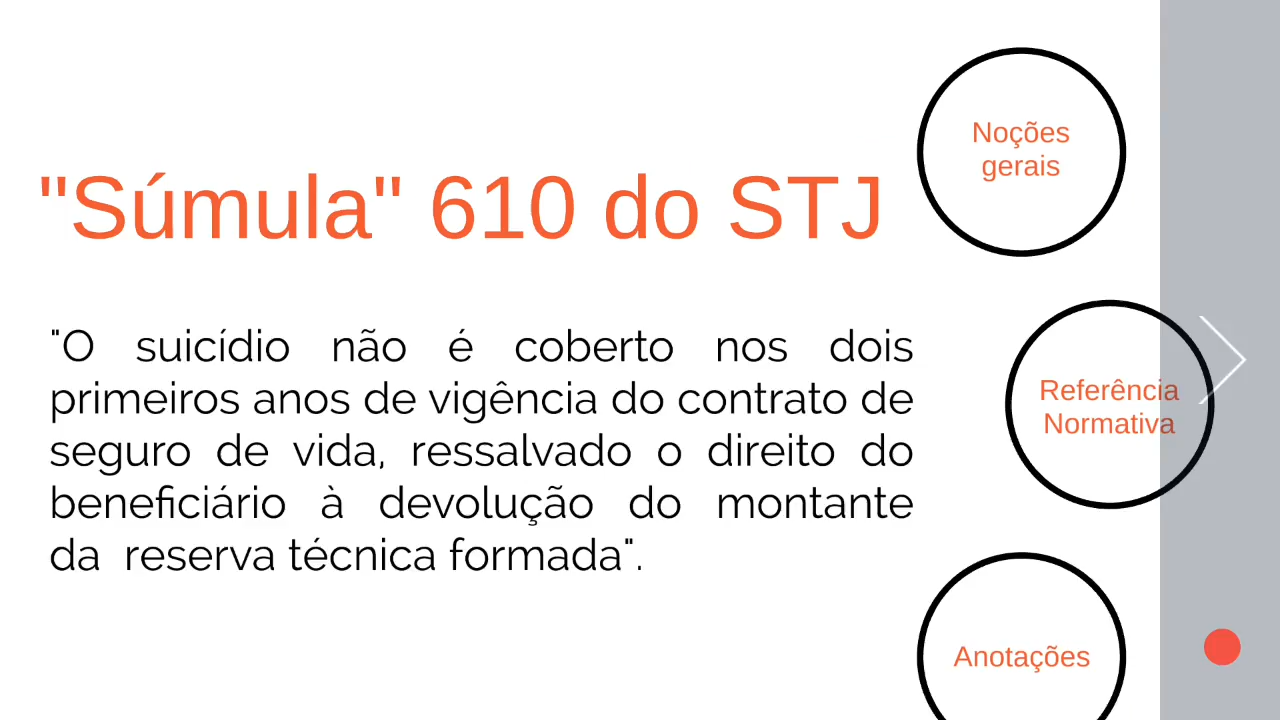 "Súmula" 610 do STJ
"O suicídio não é coberto nos dois
primeiros anos de vigência do contrato de
seguro de vida, ressalvado o direito do
beneficiário à devolução do montante
da reserva técnica formada".
Noções
gerais
Referência
Normativa
Anotações